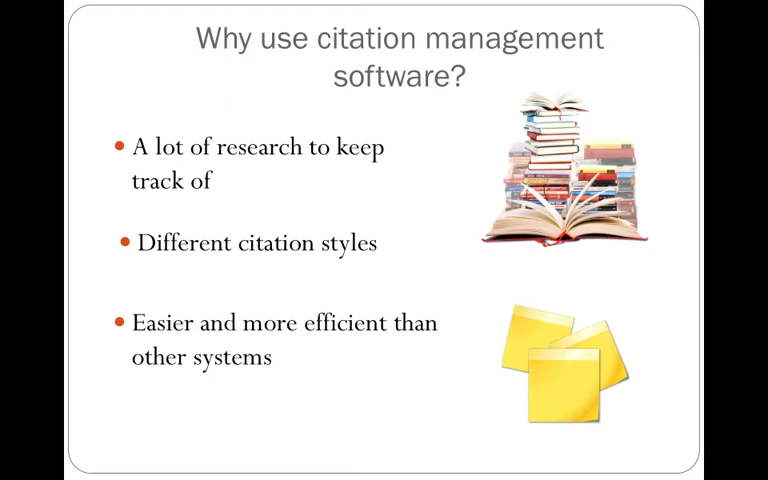 Why use citation management
software?
A lot of research to keep
track of
Different citation styles
Easier and more efficient than
other systems